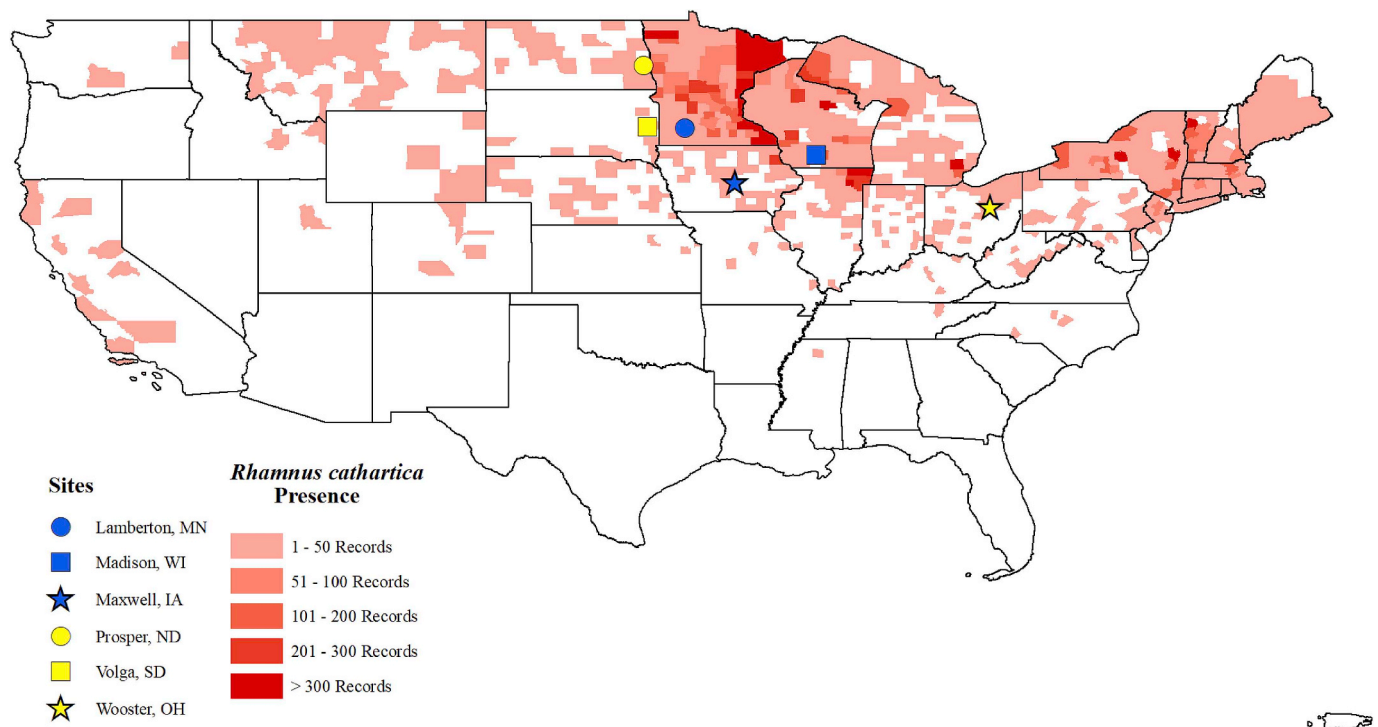 Sites
Lamberton, MN
Madison, WI
Maxwell, IA
Prosper, ND
Volga, SD
Wooster, OH
Rhamnus cathartica
Presence
1 - 50 Records
51 - 100 Records
101 - 200 Records
201 - 300 Records
> 300 Records